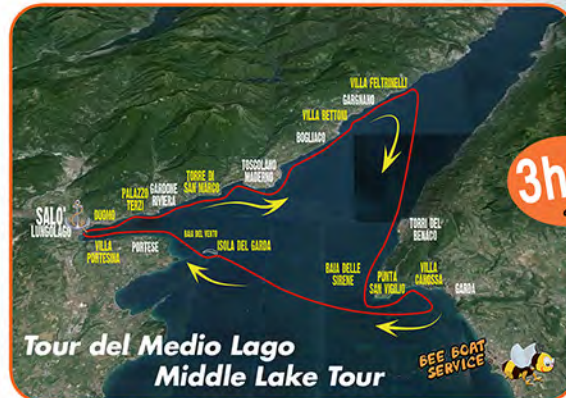 VILLA FELTRINELLI
GARGNANO
VILLA BETTONI
BOGLIACO
TOSCOLANO
MADERNO
TORRE DI
SAN MARCO
GARDONE
RIVIERA
PALAZZO
TERZI
DUOMO
SALO'
LUNGOLAGO
VILLA
PORTESINA
PORTESE
BAIA DEL VENTO
ISOLA DEL GARDA
3h
TORRI DEL
BENACO
BAIA DELLE
SIRENE
PUNTA
SAN VIGILIO
VILLA
CAROSSA
GARDA
Tour del Medio Lago
Middle Lake Tour
BEE BOAT
SERVICE